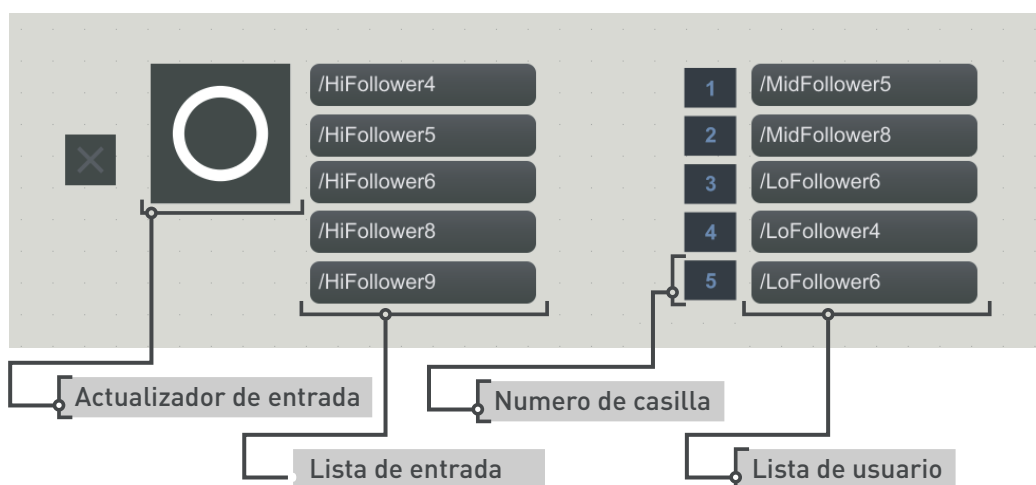 /HiFollower4
/HiFollower5
/HiFollower6
/HiFollower8
/HiFollower9
1 /MidFollower5
2 /MidFollower8
3 /LoFollower6
4 /LoFollower4
5 /LoFollower6
Actualizador de entrada
Numero de casilla
Lista de entrada
Lista de usuario